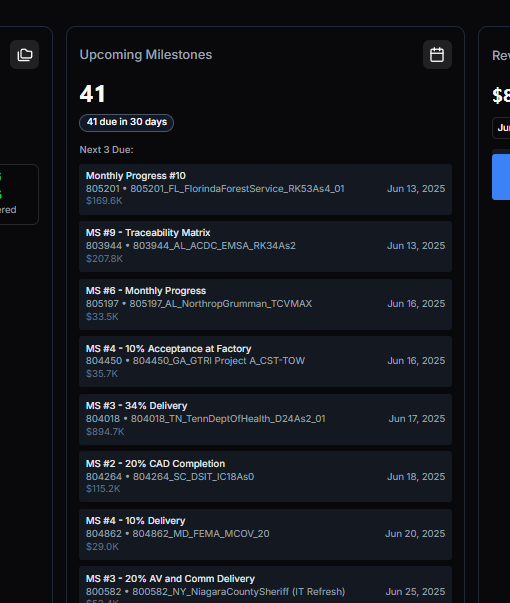 Upcoming Milestones
41
41 due in 30 days
Next 3 Due:
Monthly Progress #10
805201 • 805201_FL_FlorindaForestService_RK53As4_01 Jun 13, 2025
$169.6K
MS #9 - Traceability Matrix
803944 • 803944_AL_ACDC_EMSA_RK34As2 Jun 13, 2025
$207.8K
MS #6 - Monthly Progress
805197 • 805197_AL_NorthropGrumman_TCVMAX Jun 16, 2025
$33.5K
MS #4 - 10% Acceptance at Factory
804450 • 804450_GA_GTRI Project A_CST-TOW Jun 16, 2025
$35.7K
MS #3 - 34% Delivery
804018 • 804018_TN_TennDeptOfHealth_D24As2_01 Jun 17, 2025
$894.7K
MS #2 - 20% CAD Completion
804264 • 804264_SC_DSIT_IC18As0 Jun 18, 2025
$115.2K
MS #4 - 10% Delivery
804862 • 804862_MD_FEMA_MCOV_20 Jun 20, 2025
$29.0K
MS #3 - 20% AV and Comm Delivery
800582 • 800582_NY_NiagaraCountySheriff (IT Refresh) Jun 25, 2025
ered
Rev
$8
Jun